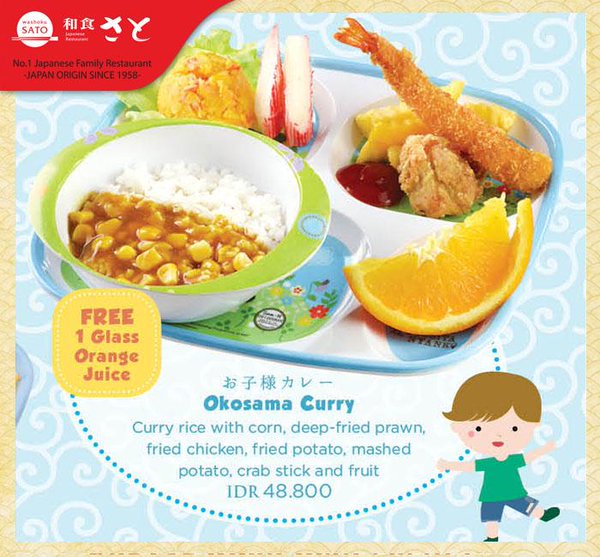 washoku
SATO
和食
Japanese
Restaurant
さと
No.1 Japanese Family Restaurant
-JAPAN ORIGIN SINCE 1958-
FREE
1 Glass
Orange
Juice
お子様カレー
Okosama Curry
Curry rice with corn, deep-fried prawn,
fried chicken, fried potato, mashed
potato, crab stick and fruit
IDR 48.800